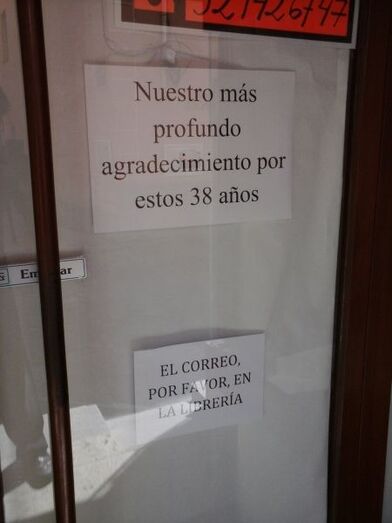 Nuestro más
profundo
agradecimiento por
estos 38 años
EL CORREO,
POR FAVOR, EN
LA LIBRERÍA